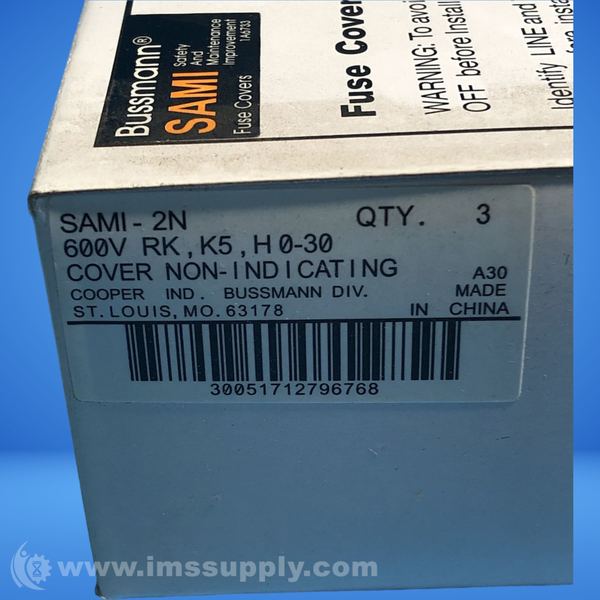 Bussmann®
SAMI
Safety
And
Maintenance
Improvement
1A6733
Fuse Covers
Fuse Cover
WARNING: To avoi
OFF before Install
Identify LINE and
SAMI-2N QTY. 3
600V RK, K5, H 0-30
COVER NON-INDICATING A30
COOPER IND. BUSSMANN DIV. MADE
ST. LOUIS, MO. 63178 IN CHINA
30051712796768
www.imssupply.com